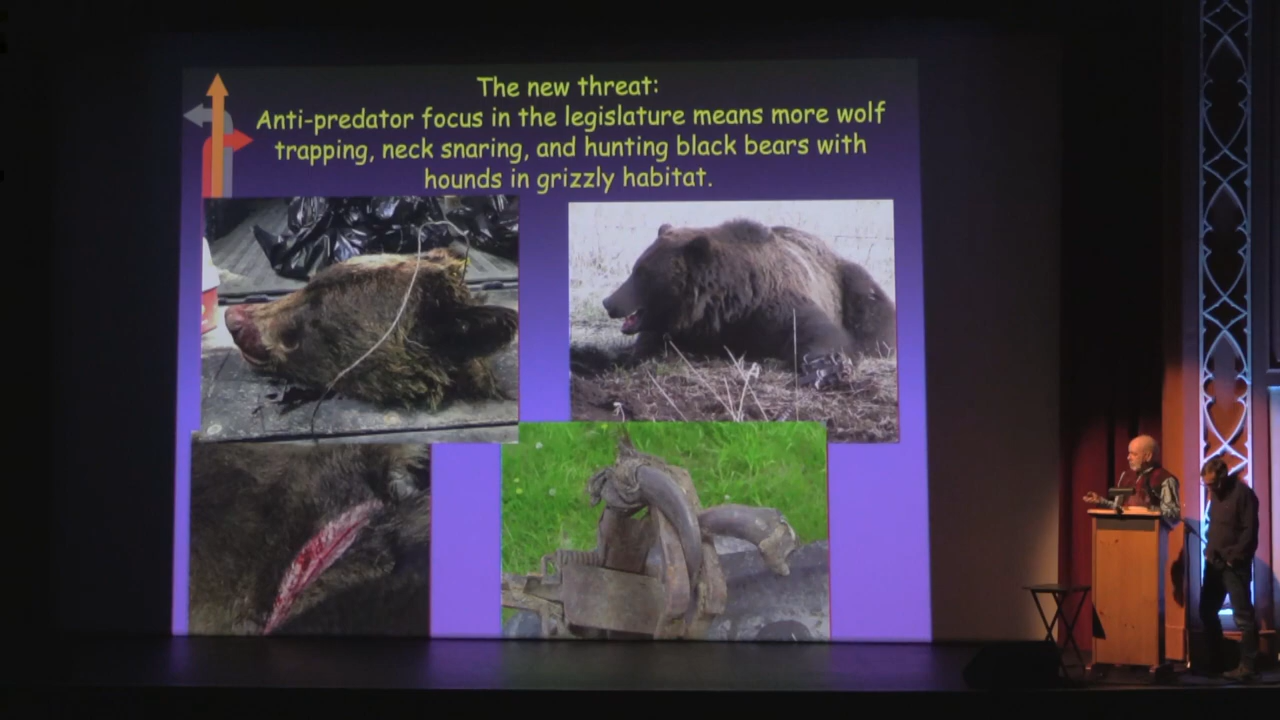 The new threat:
Anti-predator focus in the legislature means more wolf
trapping, neck snaring, and hunting black bears with
hounds in grizzly habitat.